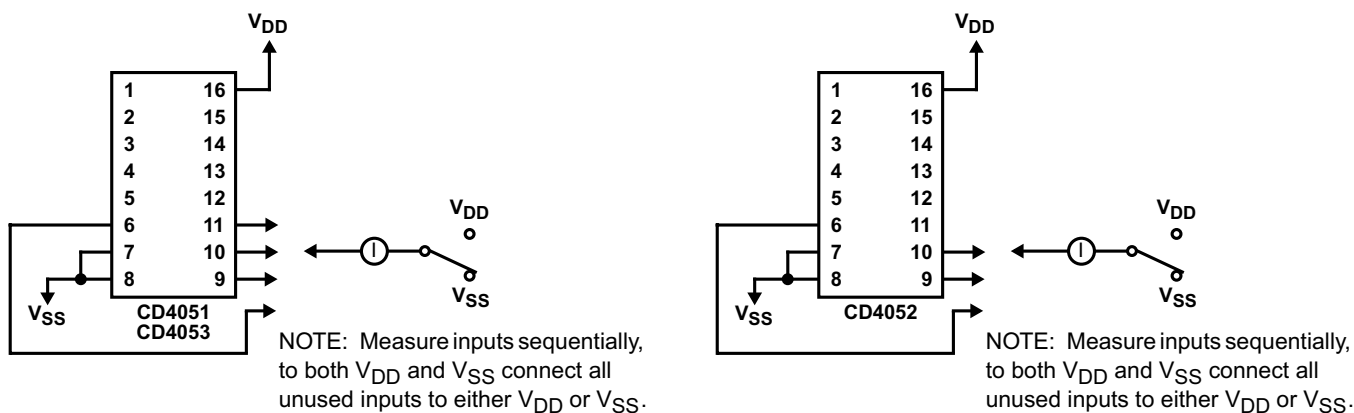 VDD
1 16
2 15
3 14
4 13
5 12
6 11
7 10
8 9
VSS
CD4051
CD4053
VDD
I
VSS
NOTE: Measure inputs sequentially,
to both VDD and VSS connect all
unused inputs to either VDD or VSS.
VDD
1 16
2 15
3 14
4 13
5 12
6 11
7 10
8 9
VSS
CD4052
VDD
I
VSS
NOTE: Measure inputs sequentially,
to both VDD and VSS connect all
unused inputs to either VDD or VSS.